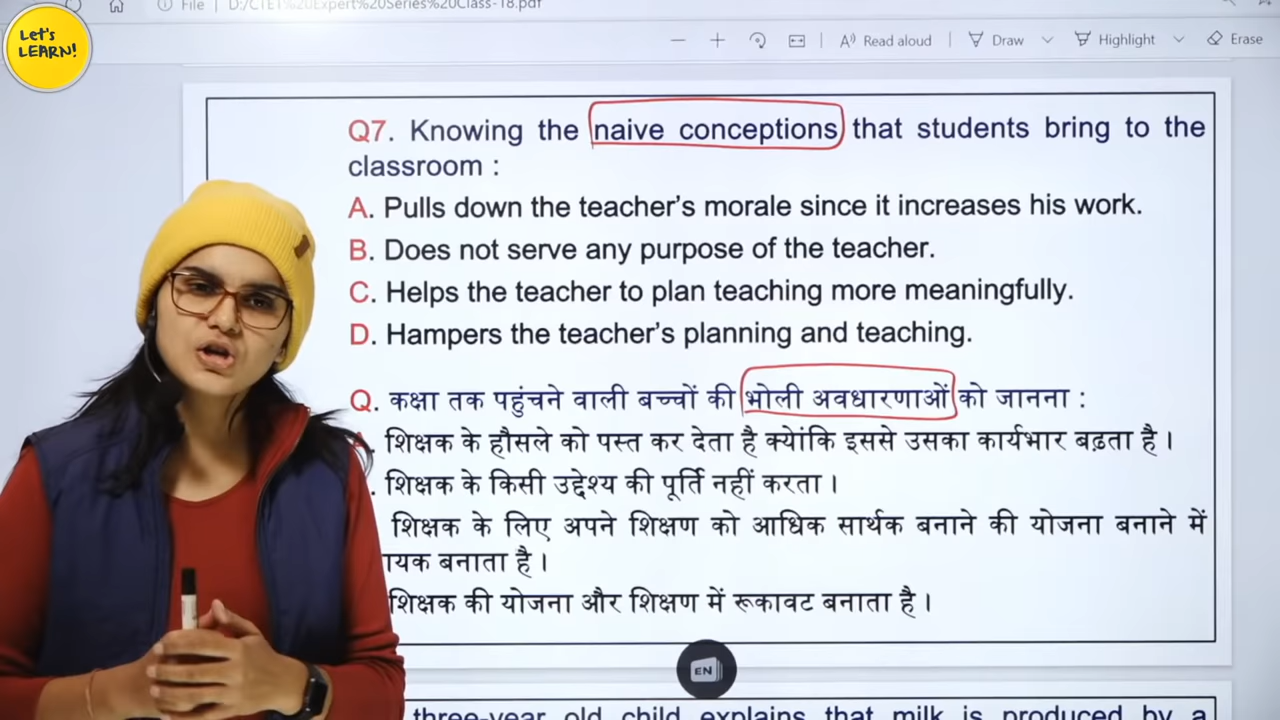 Let's
LEARN!
File | D:/CTET%20Expert%20Series%20Class-18.pdf
Read aloud
Draw
Highlight
Erase
Q7. Knowing the naive conceptions that students bring to the
classroom :
A. Pulls down the teacher's morale since it increases his work.
B. Does not serve any purpose of the teacher.
C. Helps the teacher to plan teaching more meaningfully.
D. Hampers the teacher's planning and teaching.
Q. कक्षा तक पहुंचने वाली बच्चों की भोली अवधारणाओं को जानना :
शिक्षक के हौसले को पस्त कर देता है क्योंकि इससे उसका कार्यभार बढ़ता है ।
. शिक्षक के किसी उद्देश्य की पूर्ति नहीं करता ।
शिक्षक के लिए अपने शिक्षण को आधिक सार्थक बनाने की योजना बनाने में
यक बनाता है ।
शिक्षक की योजना और शिक्षण में रूकावट बनाता है ।
EN
three-year old child explains that milk is produced by a